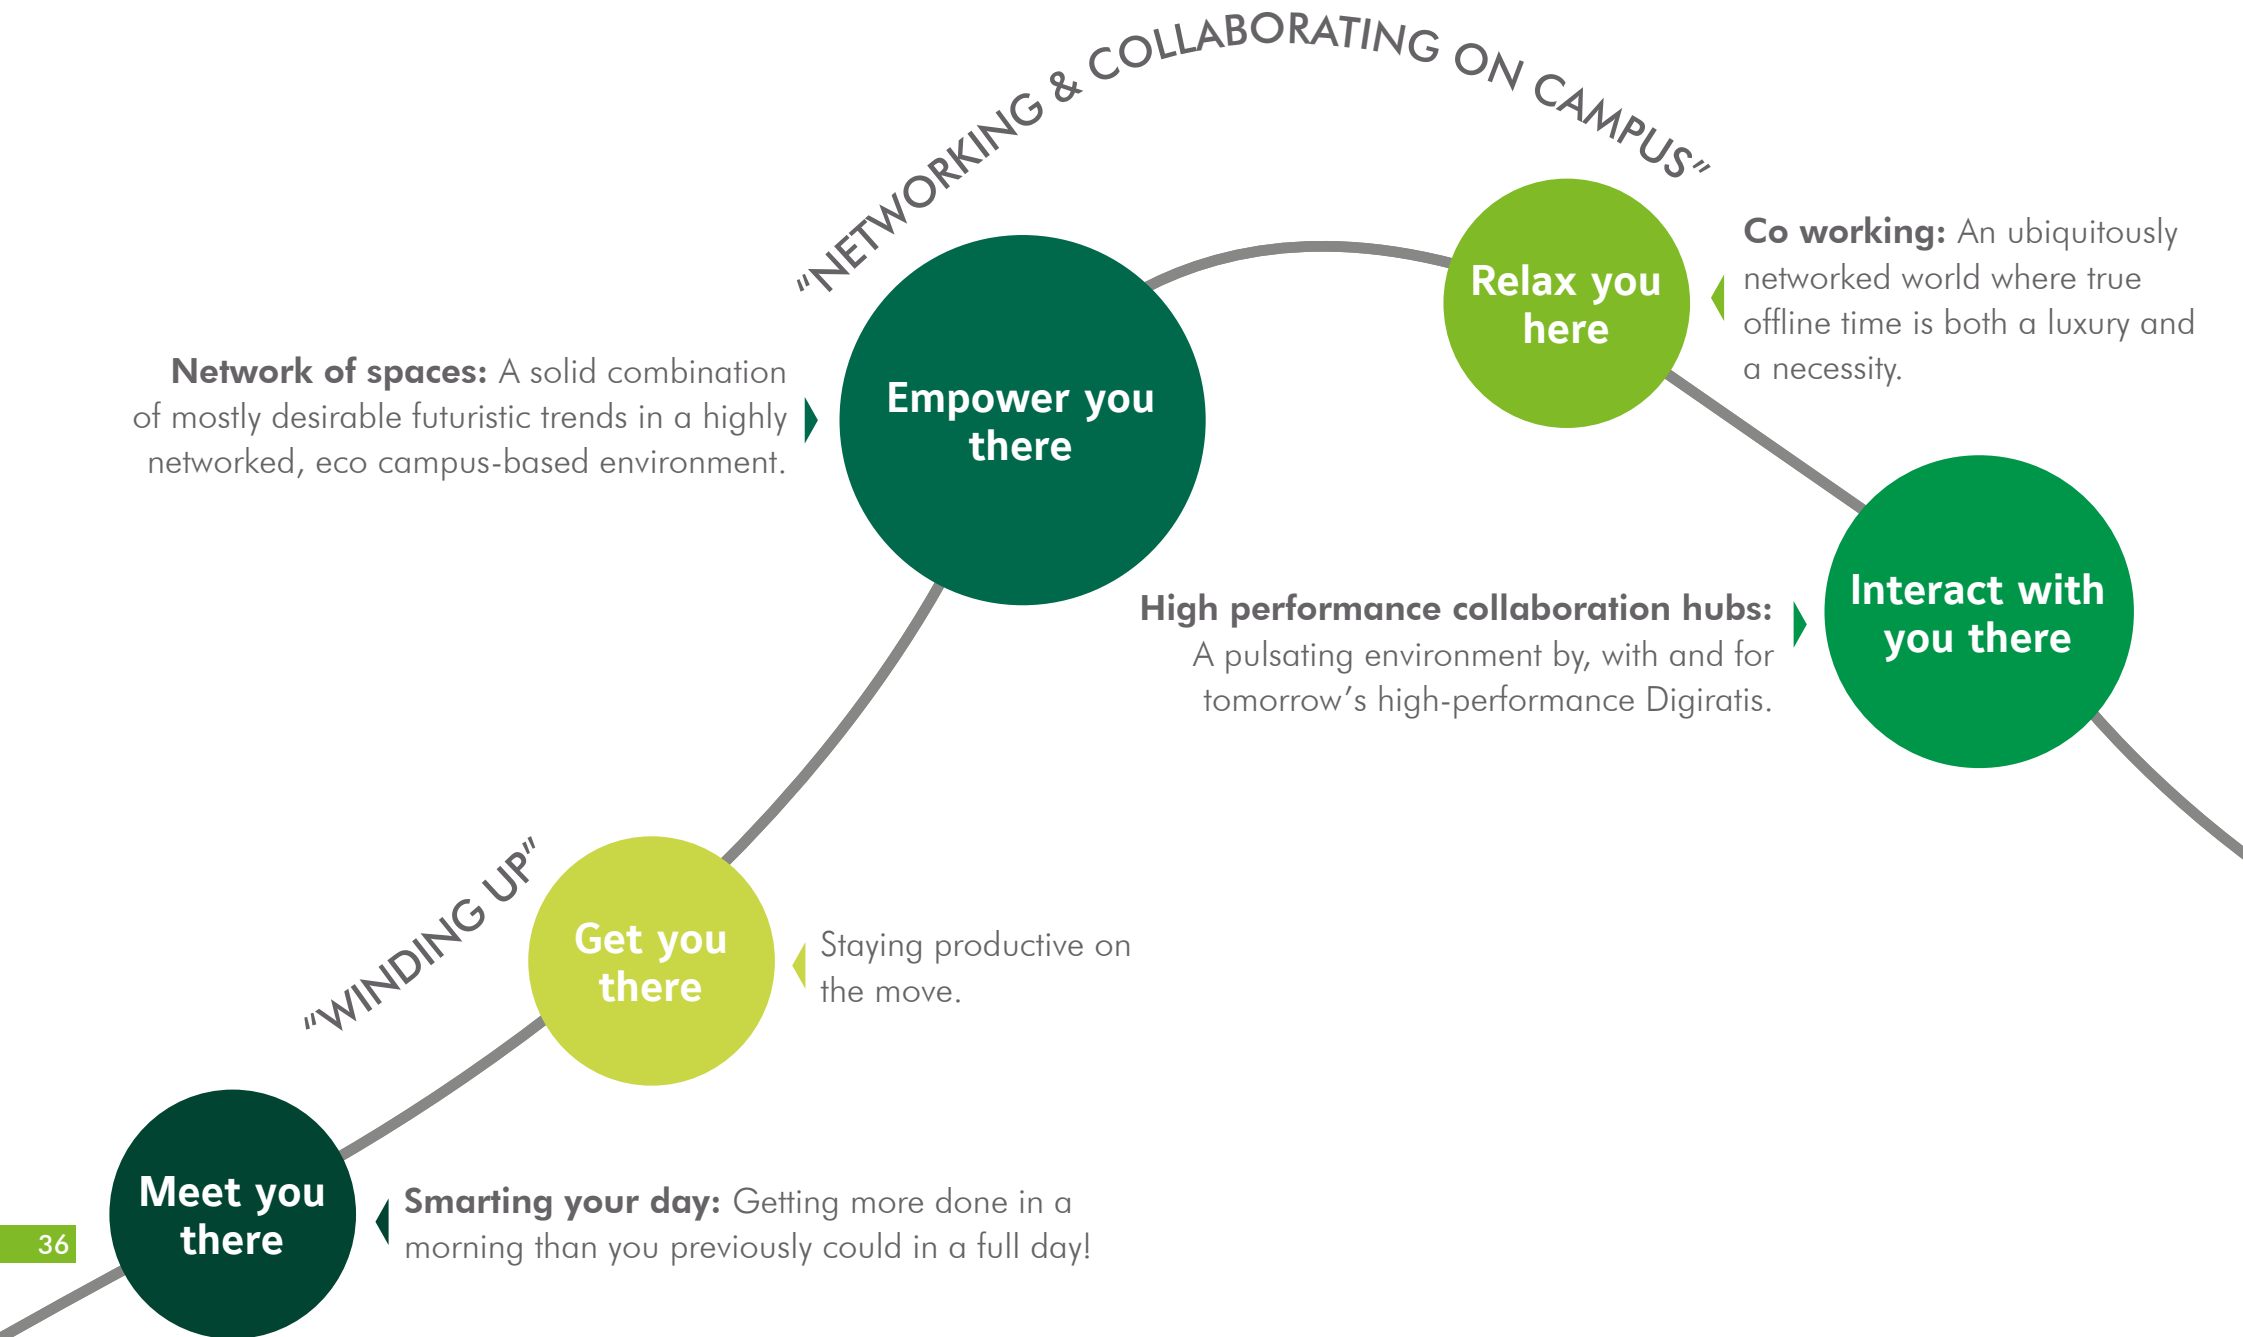 “NETWORKING & COLLABORATING ON CAMPUS”
Relax you
here
Co working: An ubiquitously
networked world where true
offline time is both a luxury and
a necessity.
Network of spaces: A solid combination
of mostly desirable futuristic trends in a highly
networked, eco campus-based environment.
Empower you
there
High performance collaboration hubs:
A pulsating environment by, with and for
tomorrow’s high-performance Digiratis.
Interact with
you there
“WINDING UP”
Get you
there
Staying productive on
the move.
Meet you
there
Smarting your day: Getting more done in a
morning than you previously could in a full day!
36